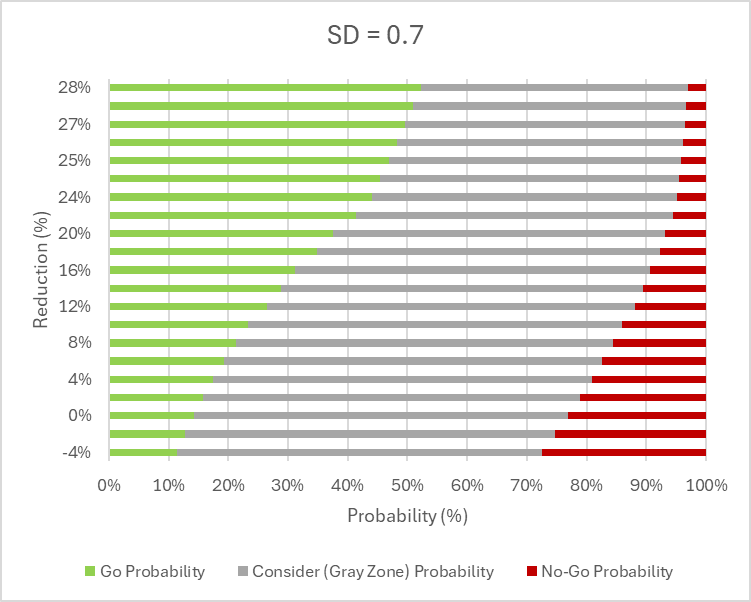 SD = 0.7
28%
27%
25%
24%
20%
16%
12%
8%
4%
0%
-4%
Reduction (%)
0% 10% 20% 30% 40% 50% 60% 70% 80% 90% 100%
Probability (%)
Go Probability Consider (Gray Zone) Probability No-Go Probability